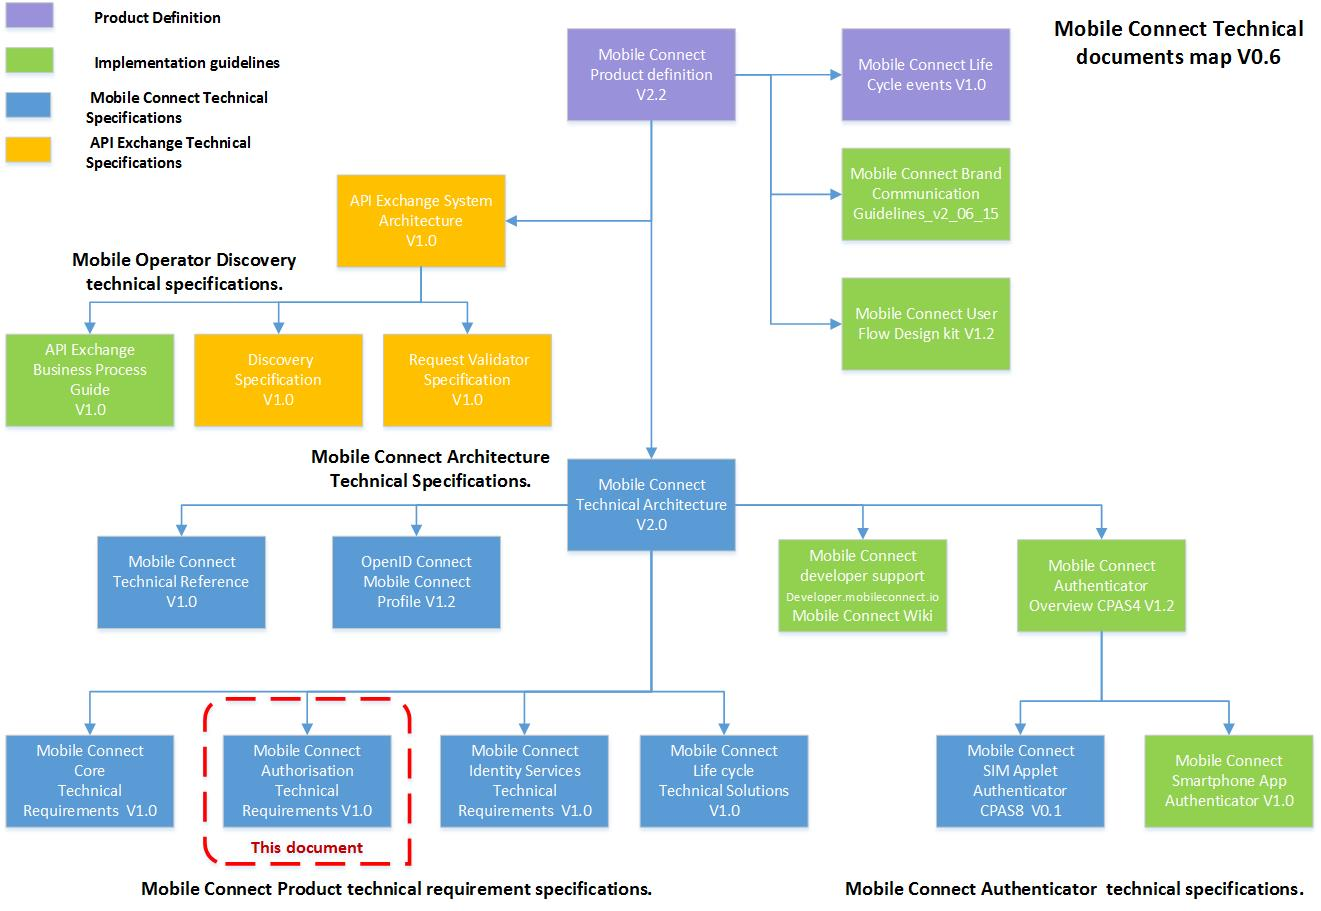 Product Definition
Implementation guidelines
Mobile Connect Technical
Specifications
API Exchange Technical
Specifications
Mobile Connect Technical
documents map V0.6
Mobile Connect
Product definition
V2.2
Mobile Connect Life
Cycle events V1.0
Mobile Connect Brand
Communication
Guidelines_v2_06_15
Mobile Connect User
Flow Design kit V1.2
API Exchange System
Architecture
V1.0
Mobile Operator Discovery
technical specifications.
API Exchange
Business Process
Guide
V1.0
Discovery
Specification
V1.0
Request Validator
Specification
V1.0
Mobile Connect Architecture
Technical Specifications.
Mobile Connect
Technical Architecture
V2.0
Mobile Connect
Technical Reference
V1.0
OpenID Connect
Mobile Connect
Profile V1.2
Mobile Connect
developer support
Developer.mobileconnect.io
Mobile Connect Wiki
Mobile Connect
Authenticator
Overview CPAS4 V1.2
Mobile Connect
Core
Technical
Requirements V1.0
Mobile Connect
Authorisation
Technical
Requirements V1.0
This document
Mobile Connect
Identity Services
Technical
Requirements V1.0
Mobile Connect
Life cycle
Technical Solutions
V1.0
Mobile Connect
SIM Applet
Authenticator
CPAS8 V0.1
Mobile Connect
Smartphone App
Authenticator V1.0
Mobile Connect Product technical requirement specifications.
Mobile Connect Authenticator technical specifications.